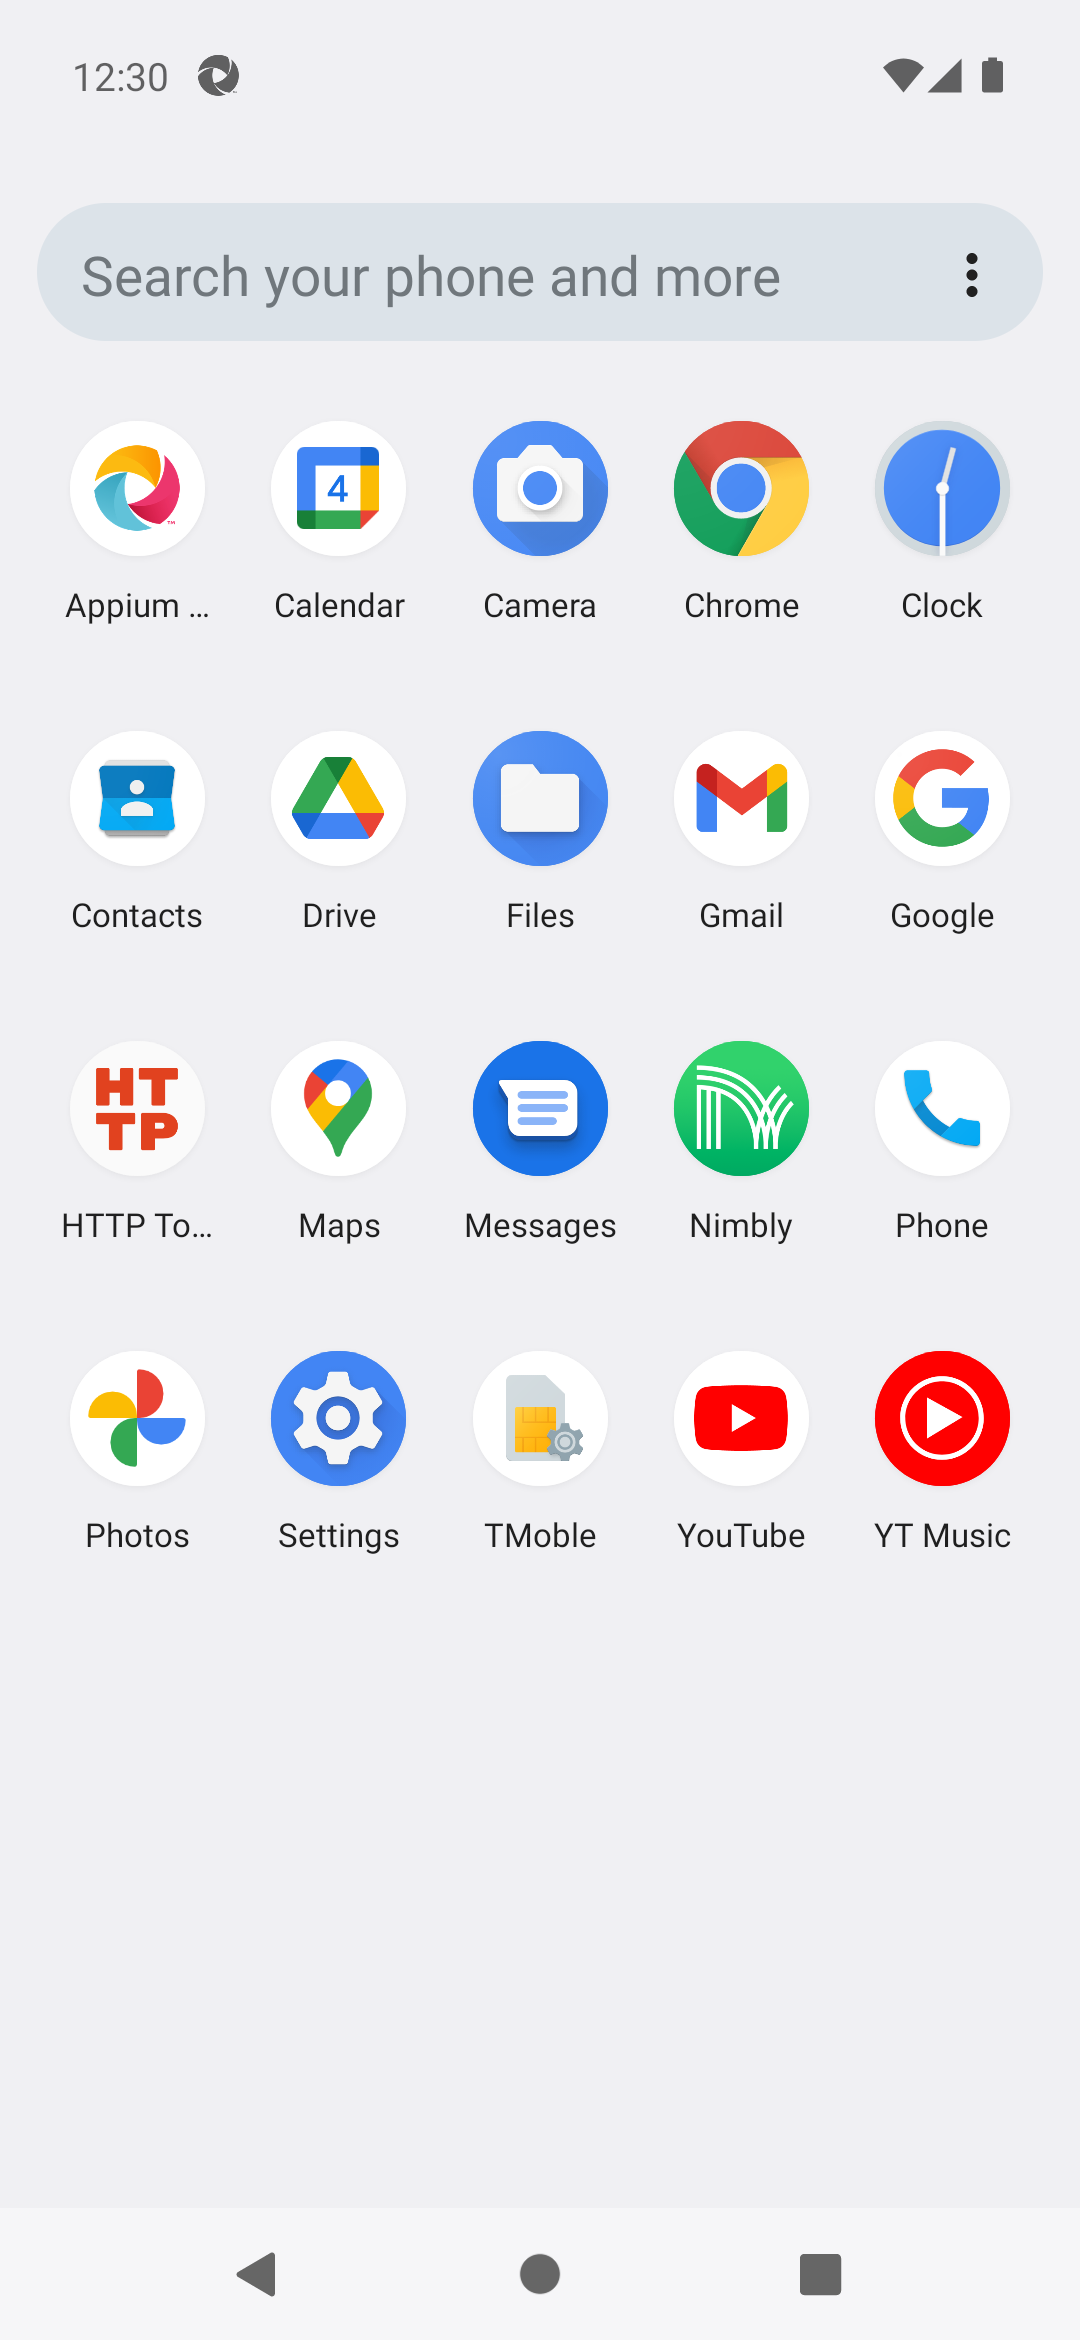 12:30
Search your phone and more
4
Appium ...
Calendar
Camera
Chrome
Clock
Contacts
Drive
Files
Gmail
Google
HT
TP
HTTP To...
Maps
Messages
Nimbly
Phone
Photos
Settings
TMoble
YouTube
YT Music